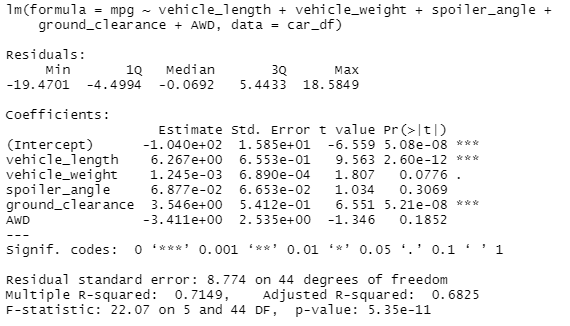 lm(formula = mpg ~ vehicle_length + vehicle_weight + spoiler_angle +
    ground_clearance + AWD, data = car_df)

Residuals:
     Min       1Q   Median       3Q      Max
-19.4701  -4.4994  -0.0692   5.4433  18.5849

Coefficients:
                   Estimate Std. Error t value Pr(>|t|)
(Intercept)      -1.040e+02  1.585e+01  -6.559 5.08e-08 ***
vehicle_length    6.267e+00  6.553e-01   9.563 2.60e-12 ***
vehicle_weight    1.245e-03  6.890e-04   1.807   0.0776 .
spoiler_angle     6.877e-02  6.653e-02   1.034   0.3069
ground_clearance  3.546e+00  5.412e-01   6.551 5.21e-08 ***
AWD              -3.411e+00  2.535e+00  -1.346   0.1852
---
Signif. codes:  0 ‘***’ 0.001 ‘**’ 0.01 ‘*’ 0.05 ‘.’ 0.1 ‘ ’ 1

Residual standard error: 8.774 on 44 degrees of freedom
Multiple R-squared:  0.7149,    Adjusted R-squared:  0.6825
F-statistic: 22.07 on 5 and 44 DF,  p-value: 5.35e-11